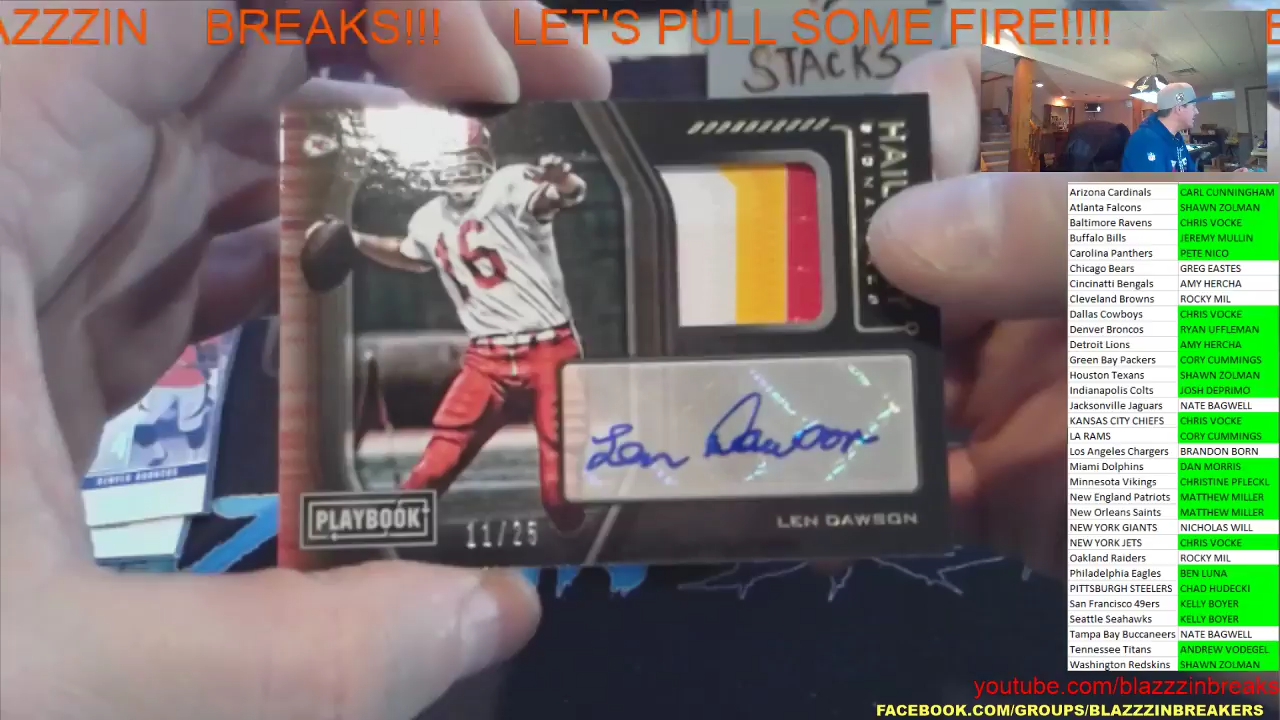 AZZZIN BREAKS!!! LET'S PULL SOME FIRE!!!!
STACKS
HAIL
16
Len Dawson
PLAYBOOK
11/25
LEN DAWSON
Arizona Cardinals CARL CUNNINGHAM
Atlanta Falcons SHAWN ZOLMAN
Baltimore Ravens CHRIS VOCKE
Buffalo Bills JEREMY MULLIN
Carolina Panthers PETE NICO
Chicago Bears GREG EASTES
Cincinatti Bengals AMY HERCHA
Cleveland Browns ROCKY MIL
Dallas Cowboys CHRIS VOCKE
Denver Broncos RYAN UFFLEMAN
Detroit Lions AMY HERCHA
Green Bay Packers CORY CUMMINGS
Houston Texans SHAWN ZOLMAN
Indianapolis Colts JOSH DEPRIMO
Jacksonville Jaguars NATE BAGWELL
KANSAS CITY CHIEFS CHRIS VOCKE
LA RAMS CORY CUMMINGS
Los Angeles Chargers BRANDON BORN
Miami Dolphins DAN MORRIS
Minnesota Vikings CHRISTINE PFLECKL
New England Patriots MATTHEW MILLER
New Orleans Saints MATTHEW MILLER
NEW YORK GIANTS NICHOLAS WILL
NEW YORK JETS CHRIS VOCKE
Oakland Raiders ROCKY MIL
Philadelphia Eagles BEN LUNA
PITTSBURGH STEELERS CHAD HUDECKI
San Francisco 49ers KELLY BOYER
Seattle Seahawks KELLY BOYER
Tampa Bay Buccaneers NATE BAGWELL
Tennessee Titans ANDREW VODEGEL
Washington Redskins SHAWN ZOLMAN
youtube.com/blazzzinbreaks
FACEBOOK.COM/GROUPS/BLAZZZINBREAKERS
DENVER BRONCOS